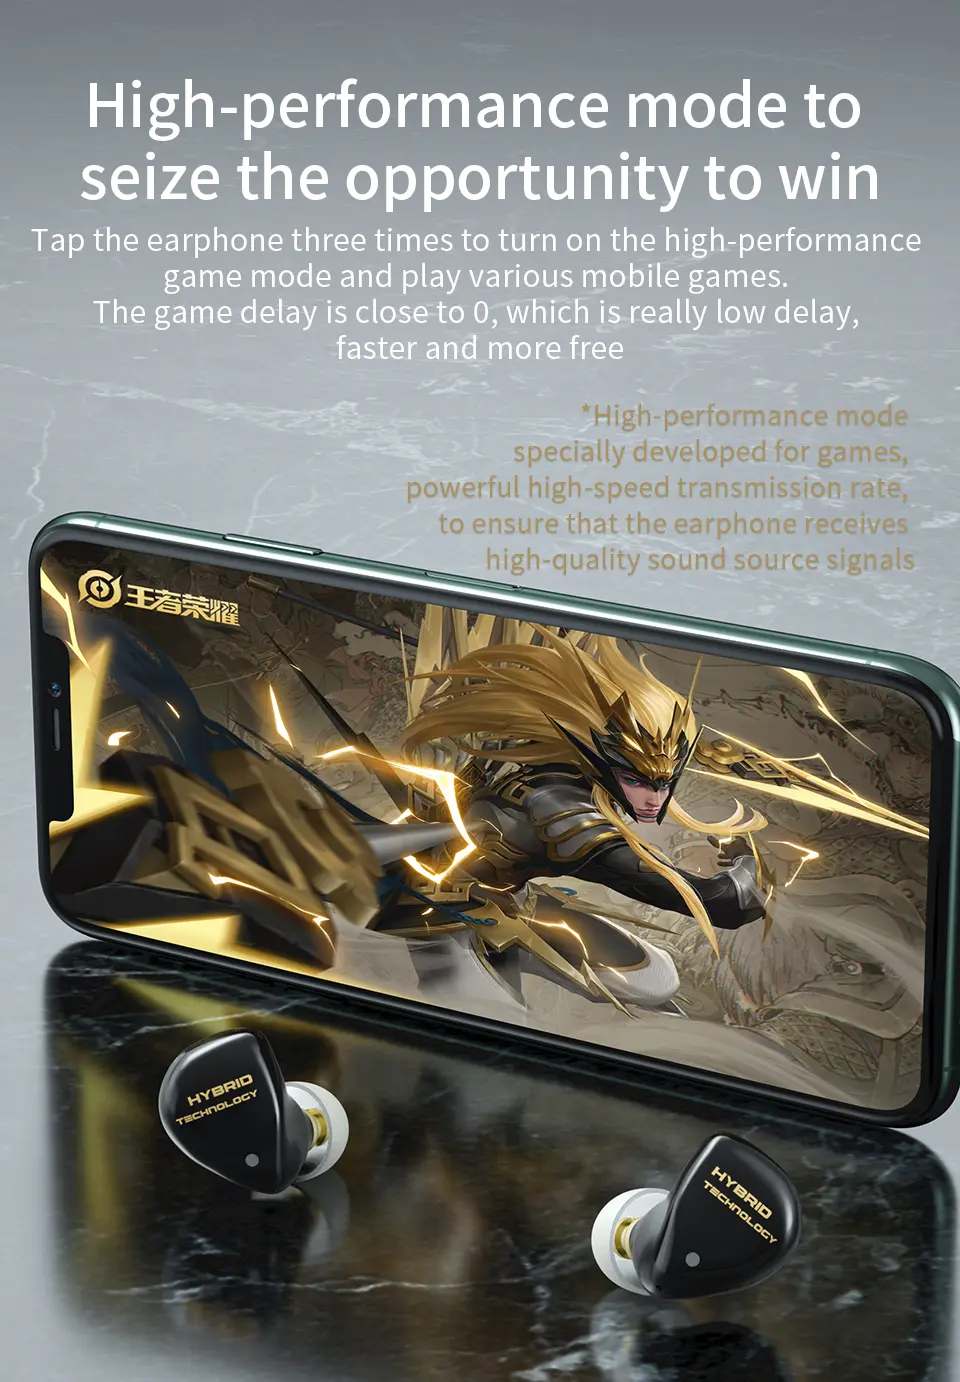 High-performance mode to
seize the opportunity to win
Tap the earphone three times to turn on the high-performance
game mode and play various mobile games.
The game delay is close to 0, which is really low delay,
faster and more free
*High-performance mode
specially developed for games,
powerful high-speed transmission rate,
to ensure that the earphone receives
high-quality sound source signals
王者荣耀
HYBRID
TECHNOLOGY
HYBRID
TECHNOLOGY